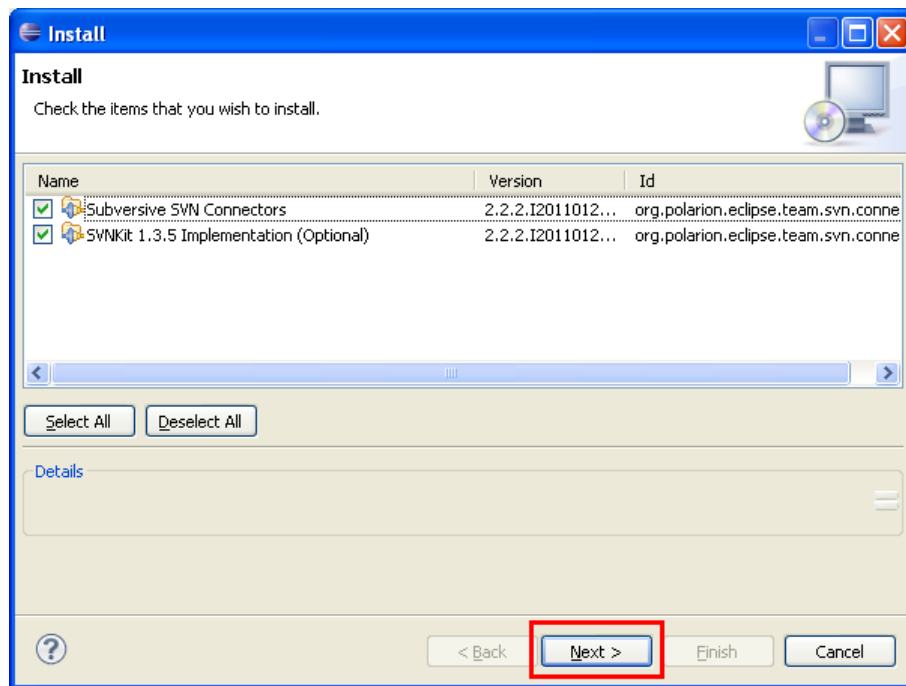 Install
Install
Check the items that you wish to install.
Name Version Id
Subversive SVN Connectors 2.2.2.I2011012... org.polarion.eclipse.team.svn.conne
SVNKit 1.3.5 Implementation (Optional) 2.2.2.I2011012... org.polarion.eclipse.team.svn.conne
Select All Deselect All
Details
? < Back Next > Finish Cancel